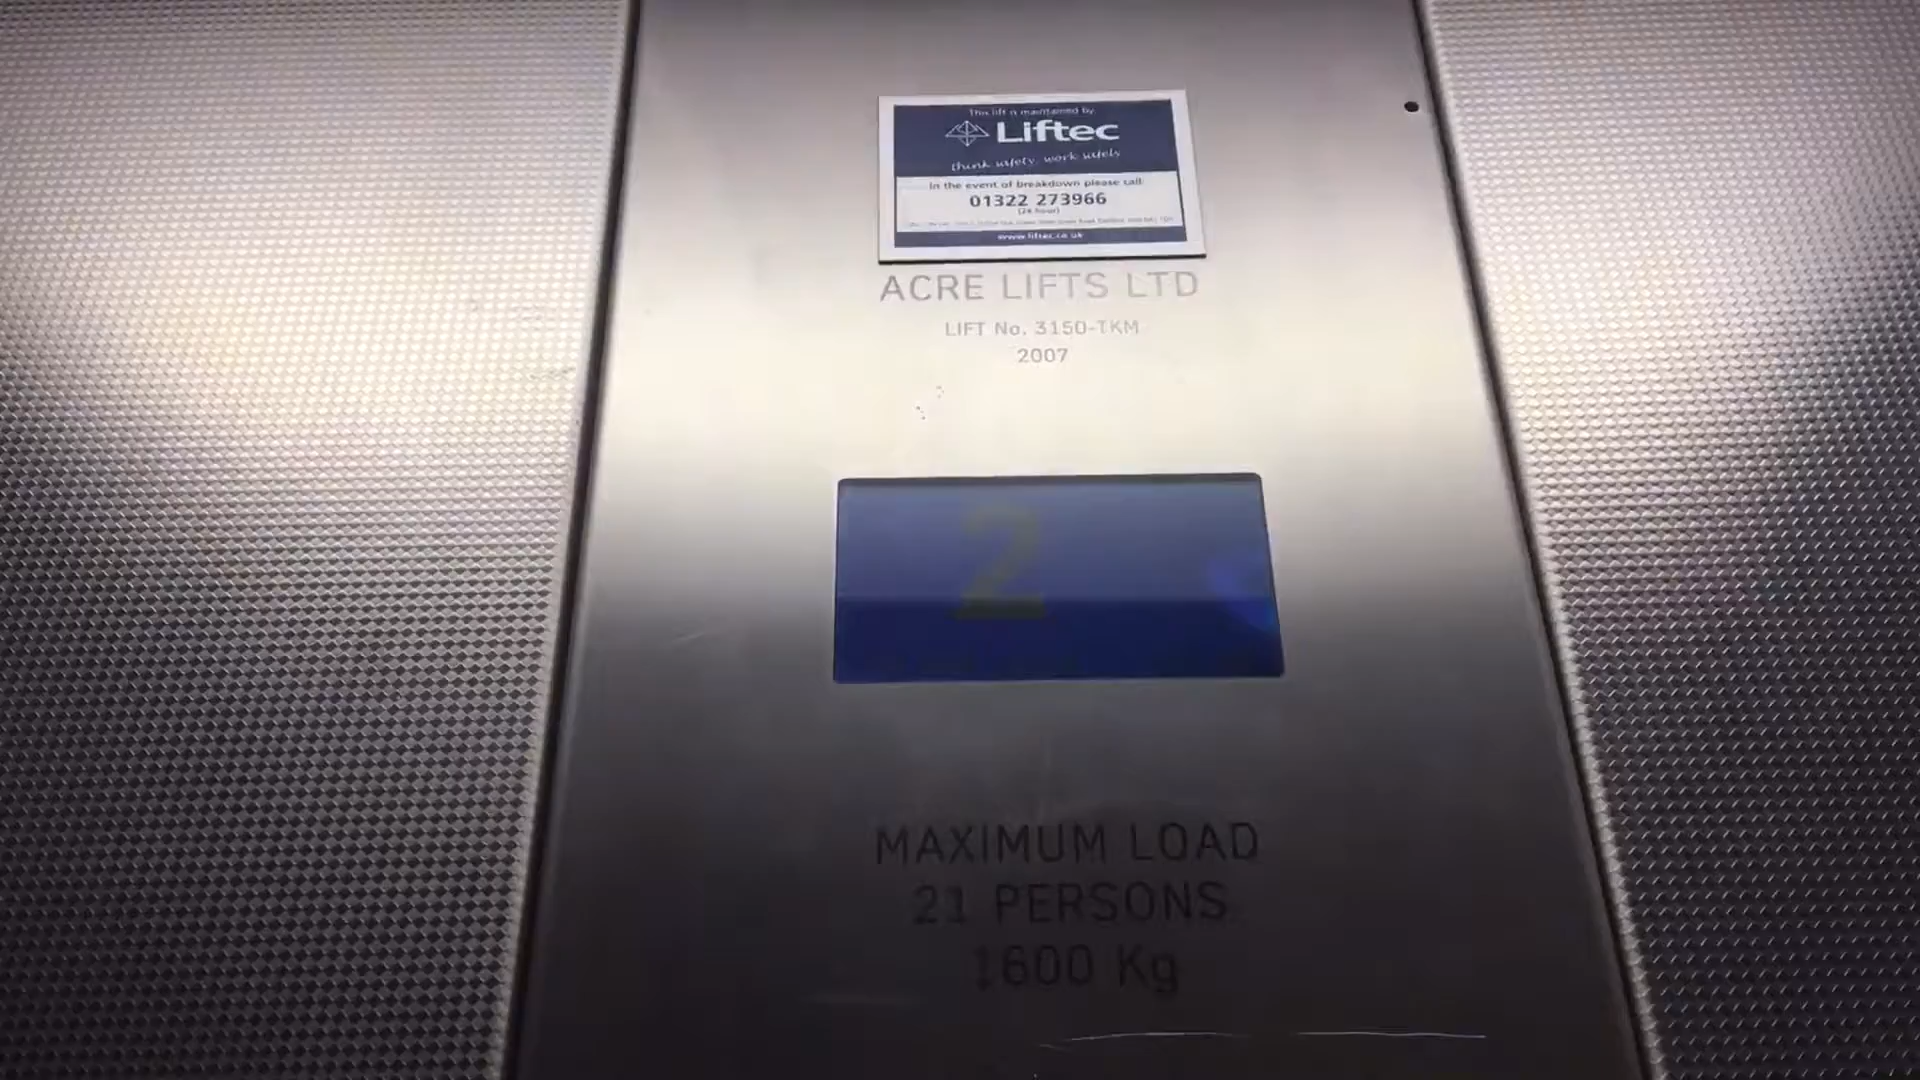 This lift is maintained by:
Liftec
think safely, work safely
In the event of breakdown please call:
01322 273966
(24 hour)
www.liftec.co.uk
ACRE LIFTS LTD
LIFT No. 3150-TKM
2007
2
MAXIMUM LOAD
21 PERSONS
1600 Kg